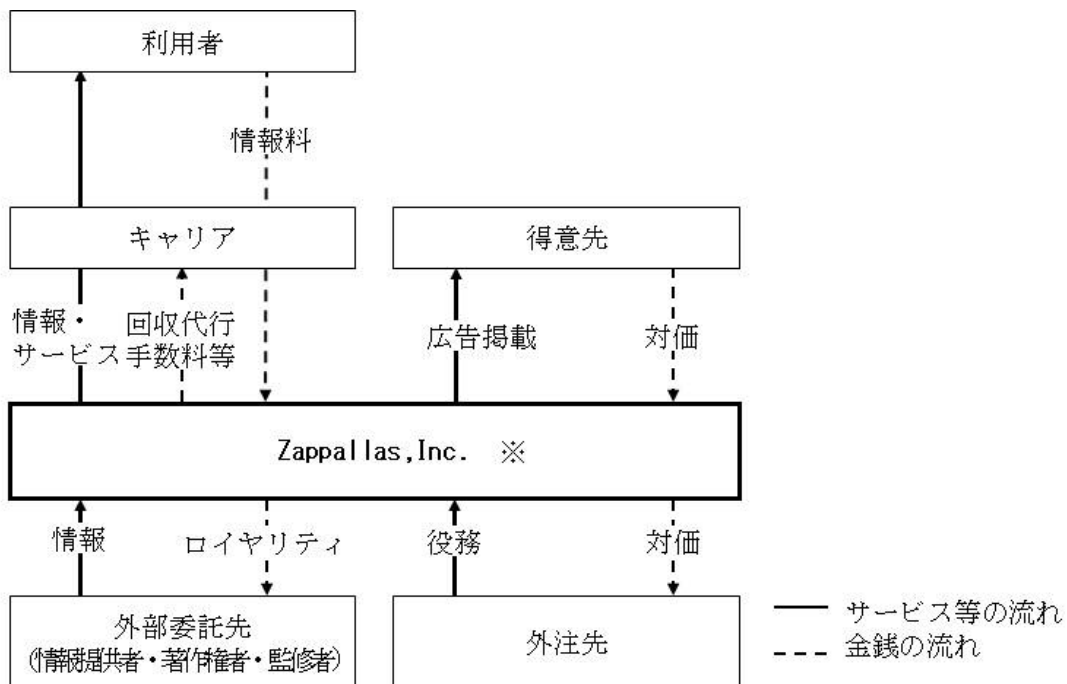 利用者
情報料
キャリア
得意先
情報・
サービス
回収代行
手数料等
広告掲載
対価
Zappallas,Inc. ※
情報
ロイヤリティ
役務
対価
外部委託先
(情報提供者・著作権者・監修者)
外注先
サービス等の流れ
金銭の流れ